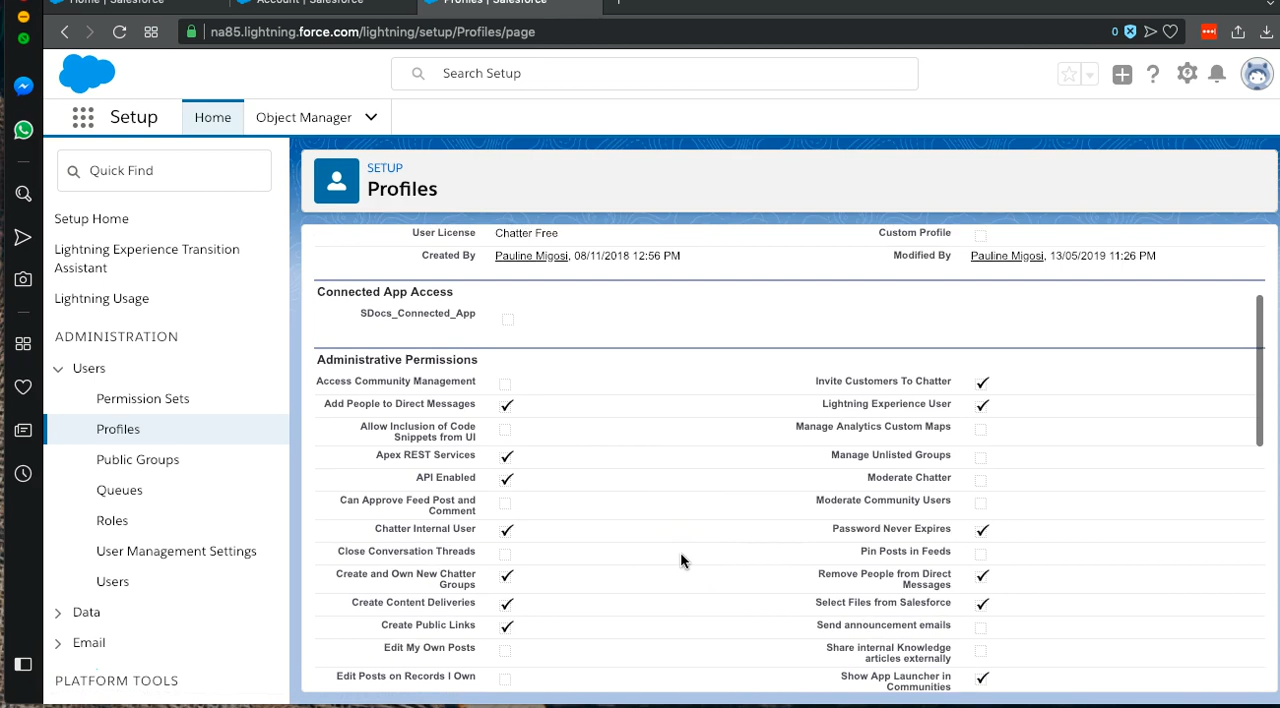 Home | Salesforce
Account | Salesforce
Profiles | Salesforce
na85.lightning.force.com/lightning/setup/Profiles/page
0
Search Setup
Setup
Home
Object Manager
Quick Find
Setup Home
Lightning Experience Transition
Assistant
Lightning Usage
ADMINISTRATION
Users
Permission Sets
Profiles
Public Groups
Queues
Roles
User Management Settings
Users
Data
Email
PLATFORM TOOLS
SETUP
Profiles
User License Chatter Free Custom Profile
Created By Pauline Migosi, 08/11/2018 12:56 PM Modified By Pauline Migosi, 13/05/2019 11:26 PM
Connected App Access
SDocs_Connected_App
Administrative Permissions
Access Community Management Invite Customers To Chatter
Add People to Direct Messages Lightning Experience User
Allow Inclusion of Code
Snippets from UI
Manage Analytics Custom Maps
Apex REST Services Manage Unlisted Groups
API Enabled Moderate Chatter
Can Approve Feed Post and
Comment
Moderate Community Users
Chatter Internal User Password Never Expires
Close Conversation Threads Pin Posts in Feeds
Create and Own New Chatter
Groups
Remove People from Direct
Messages
Create Content Deliveries Select Files from Salesforce
Create Public Links Send announcement emails
Edit My Own Posts
Share internal Knowledge
articles externally
Edit Posts on Records I Own
Show App Launcher in
Communities